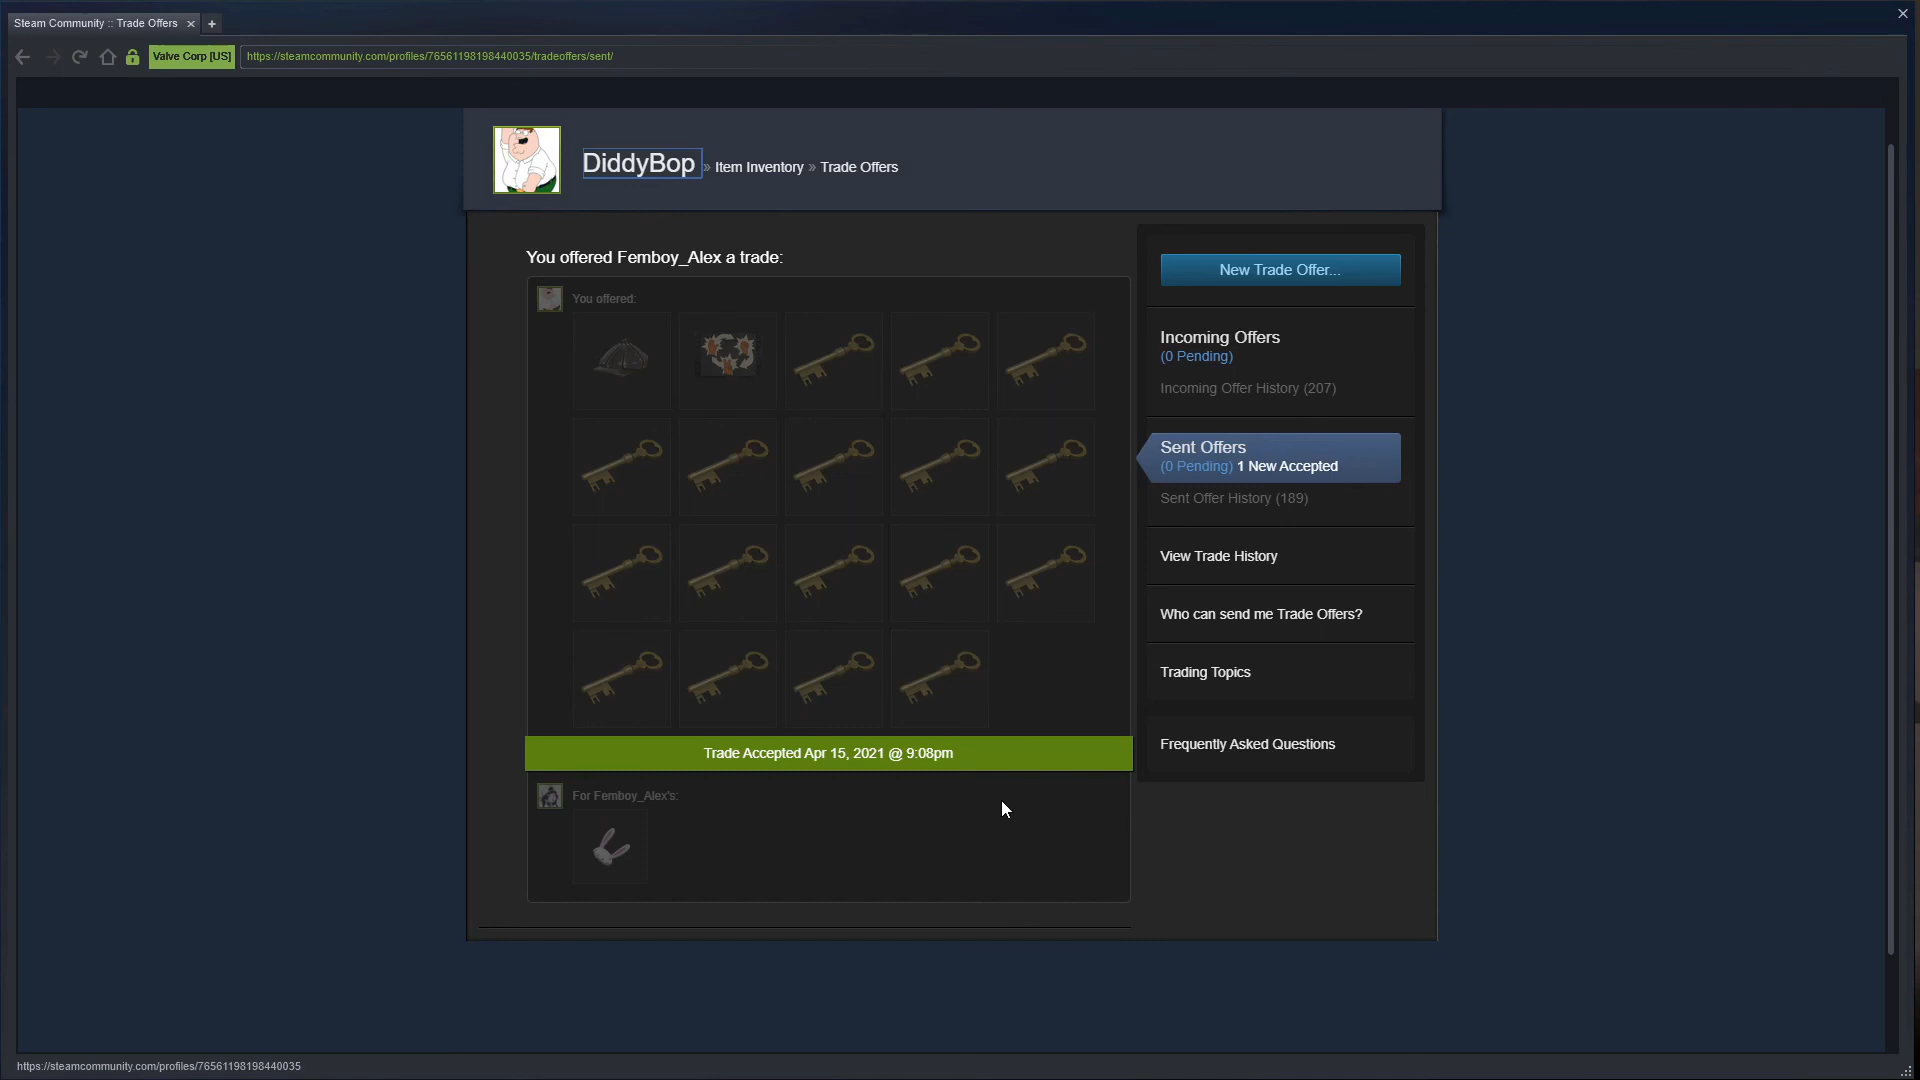 Steam Community :: Trade Offers
Valve Corp [US] https://steamcommunity.com/profiles/76561198198440035/tradeoffers/sent/
DiddyBop » Item Inventory » Trade Offers
You offered Femboy_Alex a trade:
You offered:
Trade Accepted Apr 15, 2021 @ 9:08pm
For Femboy_Alex's:
New Trade Offer...
Incoming Offers
(0 Pending)
Incoming Offer History (207)
Sent Offers
(0 Pending) 1 New Accepted
Sent Offer History (189)
View Trade History
Who can send me Trade Offers?
Trading Topics
Frequently Asked Questions
https://steamcommunity.com/profiles/76561198198440035